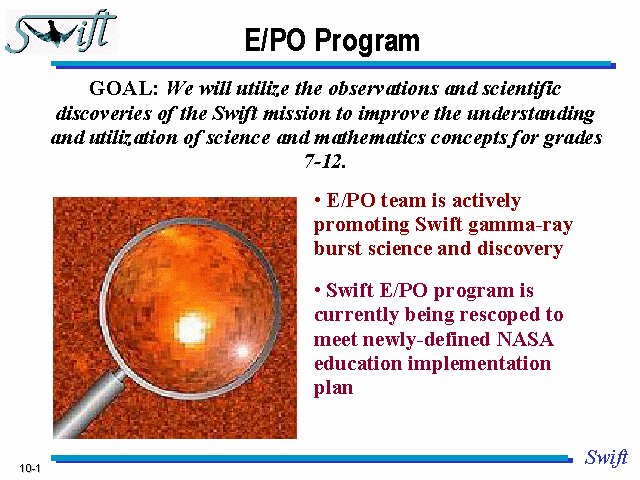 Swift
E/PO Program
GOAL: We will utilize the observations and scientific
discoveries of the Swift mission to improve the understanding
and utilization of science and mathematics concepts for grades
7-12.
• E/PO team is actively
promoting Swift gamma-ray
burst science and discovery
• Swift E/PO program is
currently being rescoped to
meet newly-defined NASA
education implementation
plan
10-1
Swift